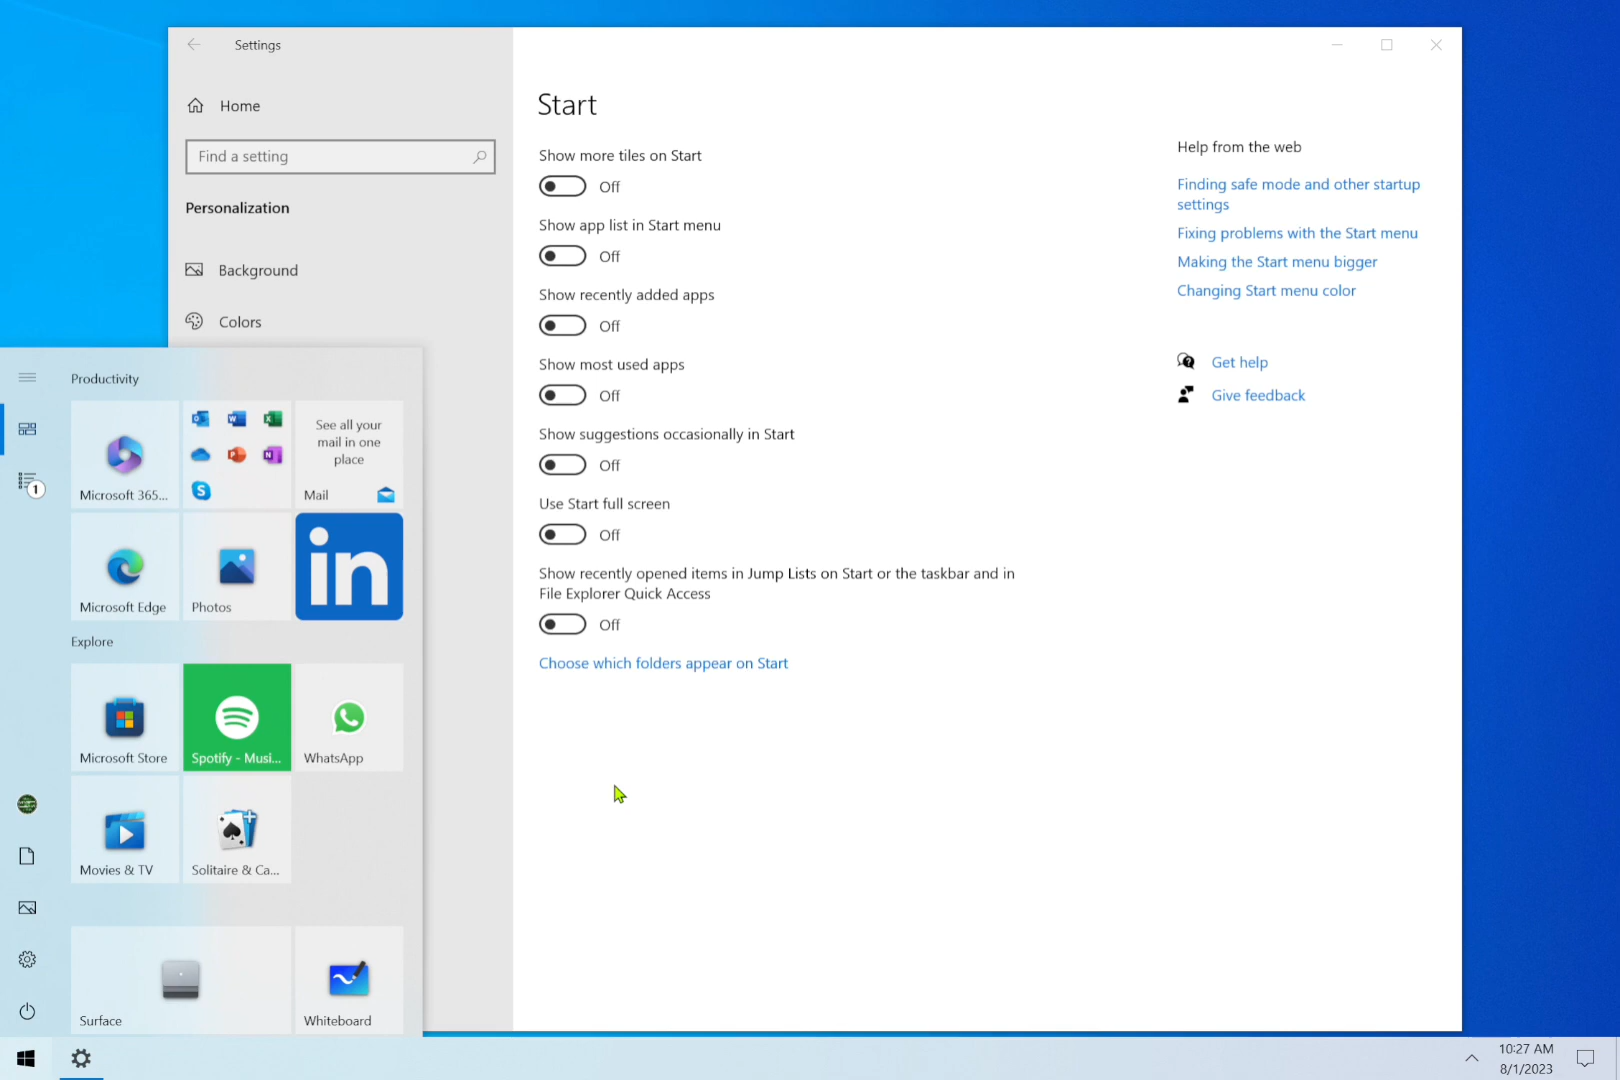 Settings
Home
Find a setting
Personalization
Background
Colors
Start
Show more tiles on Start
Off
Show app list in Start menu
Off
Show recently added apps
Off
Show most used apps
Off
Show suggestions occasionally in Start
Off
Use Start full screen
Off
Show recently opened items in Jump Lists on Start or the taskbar and in
File Explorer Quick Access
Off
Choose which folders appear on Start
Help from the web
Finding safe mode and other startup
settings
Fixing problems with the Start menu
Making the Start menu bigger
Changing Start menu color
Get help
Give feedback
1
Productivity
Microsoft 365...
See all your
mail in one
place
Mail
Microsoft Edge
Photos
in
Explore
Microsoft Store
Spotify - Musi...
WhatsApp
Movies & TV
Solitaire & Ca...
Surface
Whiteboard
10:27 AM
8/1/2023